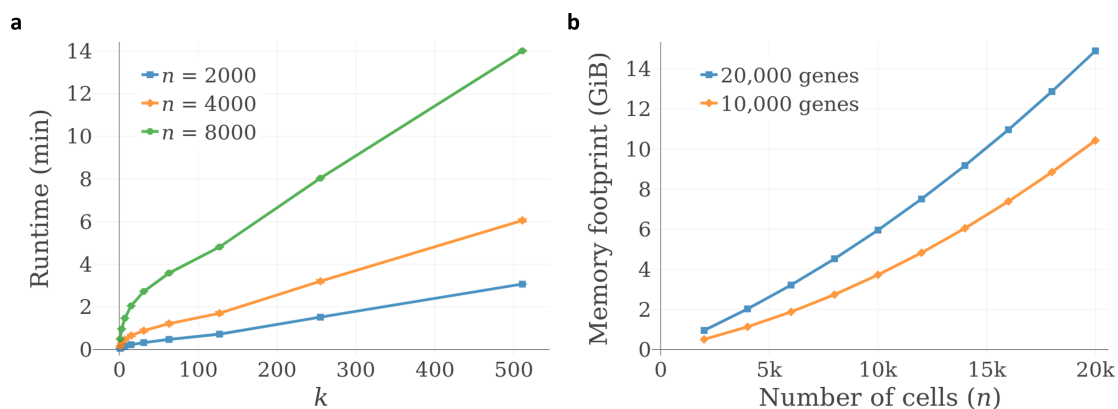 a
Runtime (min)
14
12
10
8
6
4
2
0
n = 2000
n = 4000
n = 8000
0
100
200
300
400
500
k
b
Memory footprint (GiB)
14
12
10
8
6
4
2
0
20,000 genes
10,000 genes
0
5k
10k
15k
20k
Number of cells (n)